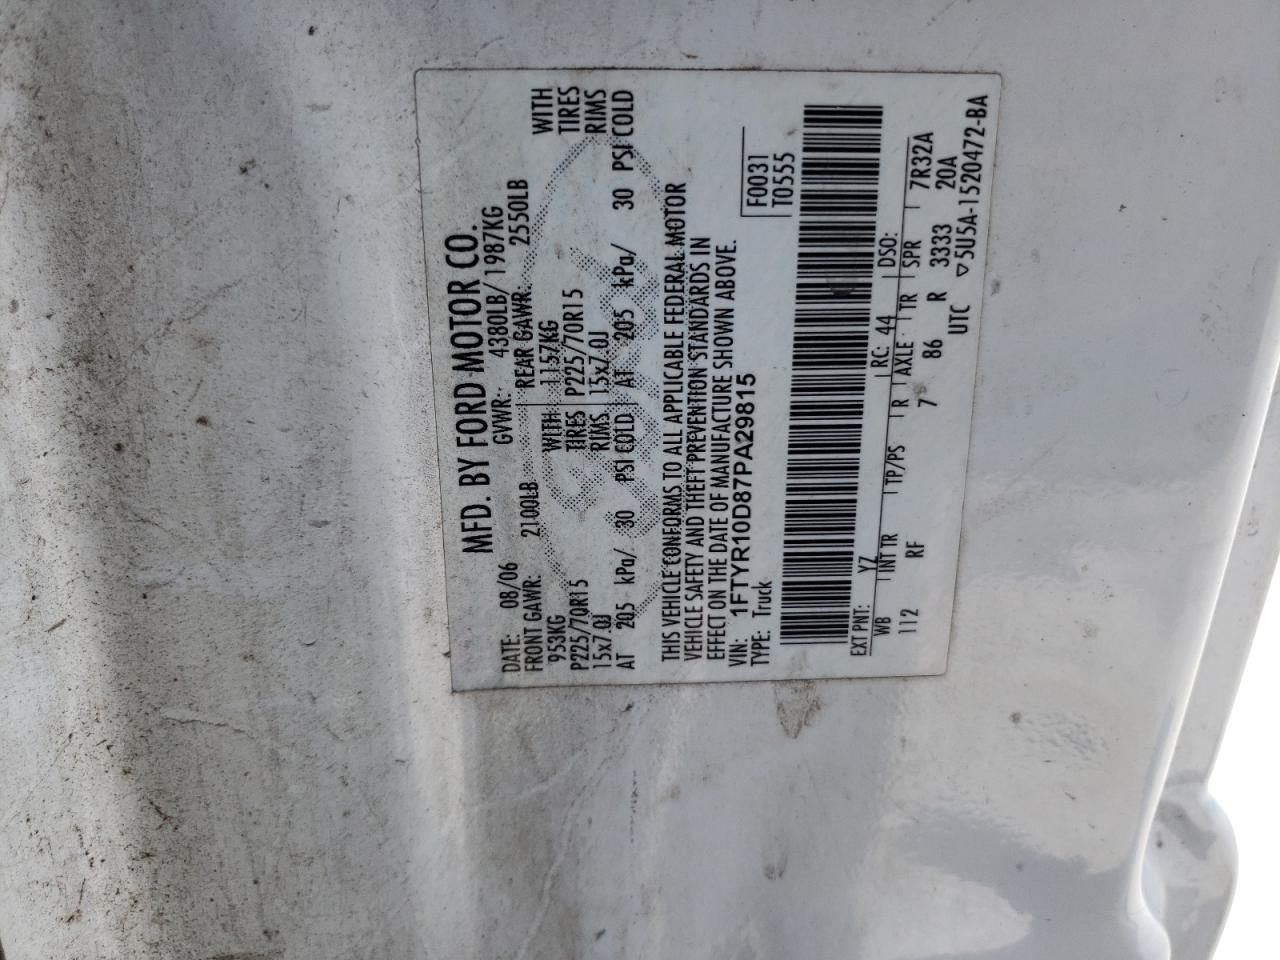 MFD. BY FORD MOTOR CO.
DATE: 08/06 GVWR: 4380LB/ 1987KG
FRONT GAWR: 2100LB REAR GAWR: 2550LB
953KG WITH 1157KG WITH
P225/70R15 TIRES P225/70R15 TIRES
15x7.0J RIMS 15x7.0J RIMS
AT 205 kPa/ 30 PSI COLD AT 205 kPa/ 30 PSI COLD
THIS VEHICLE CONFORMS TO ALL APPLICABLE FEDERAL MOTOR
VEHICLE SAFETY AND THEFT PREVENTION STANDARDS IN
EFFECT ON THE DATE OF MANUFACTURE SHOWN ABOVE.
VIN: 1FTYR10D87PA29815 F0031
TYPE: Truck T0555
EXT PNT: YZ RC: 44 DSO:
WB INT TR TP/PS R AXLE TR SPR 7R32A
112 RF 7 86 R 3333 20A
UTC ▽5U5A-1520472-BA